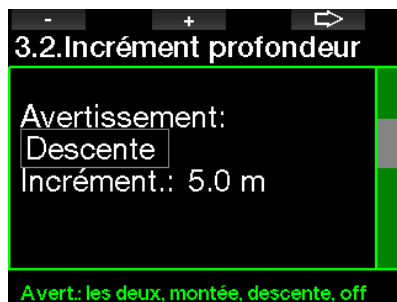 - +
3.2.Incrément profondeur
Avertissement:
Descente
Incrément.: 5.0 m
Avert.: les deux, montée, descente, off